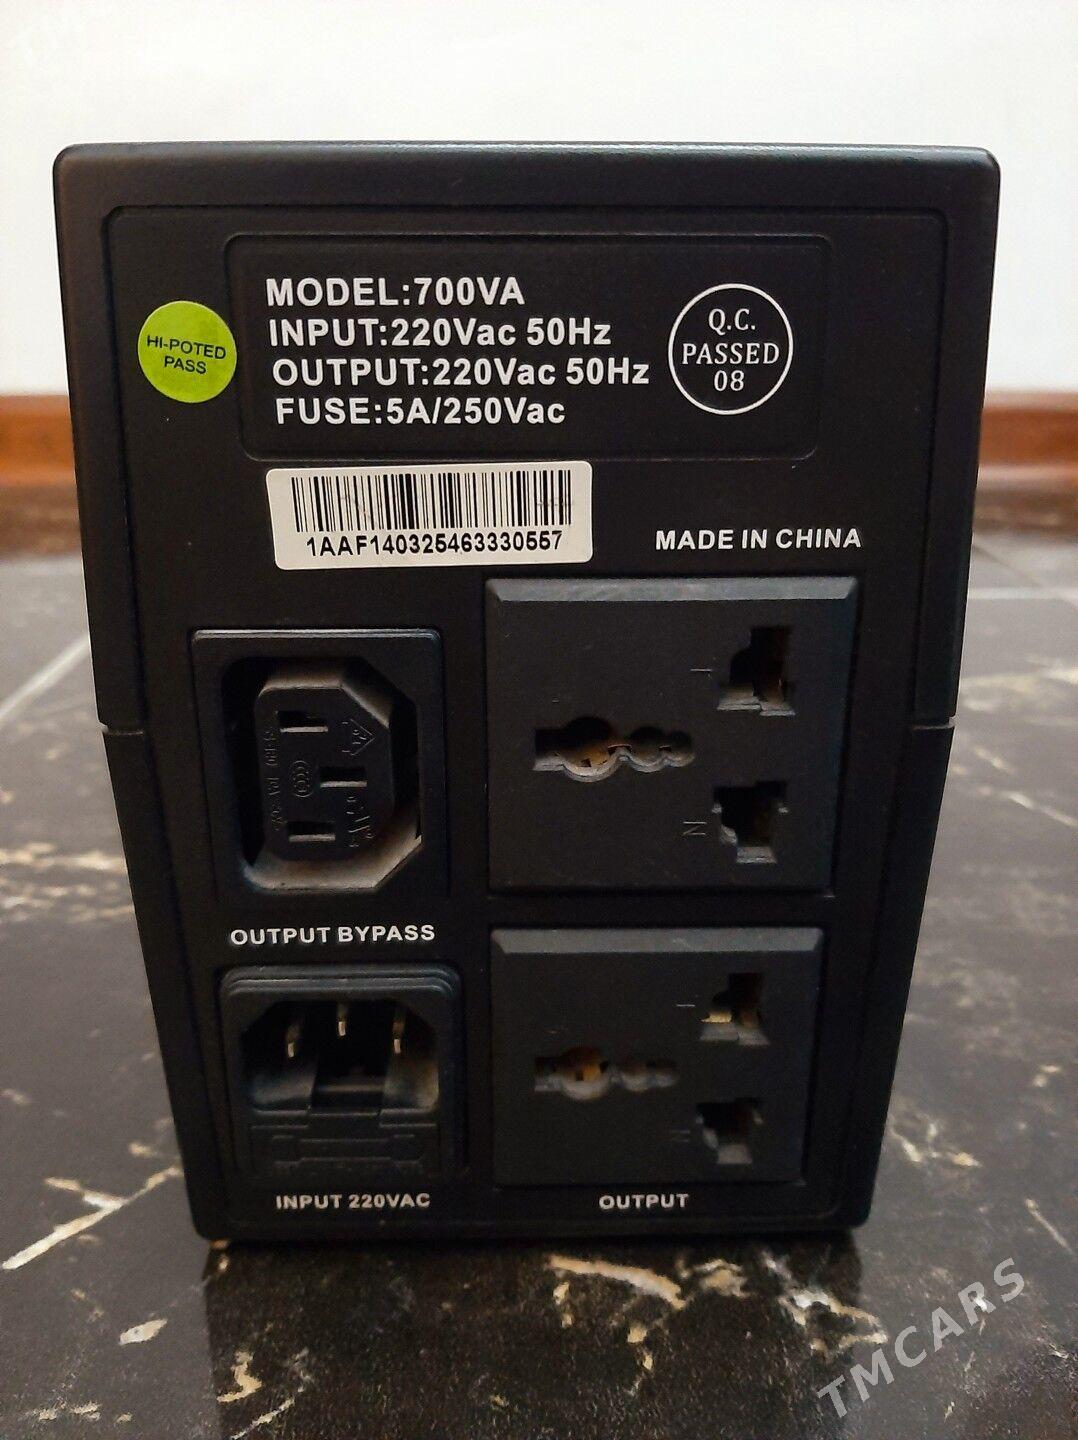 MODEL:700VA
INPUT:220Vac 50Hz
OUTPUT:220Vac 50Hz
FUSE:5A/250Vac
HI-POTED
PASS
Q.C.
PASSED
08
1AAF140325463330557
MADE IN CHINA
L
N
OUTPUT BYPASS
INPUT 220VAC
OUTPUT
TMCARS